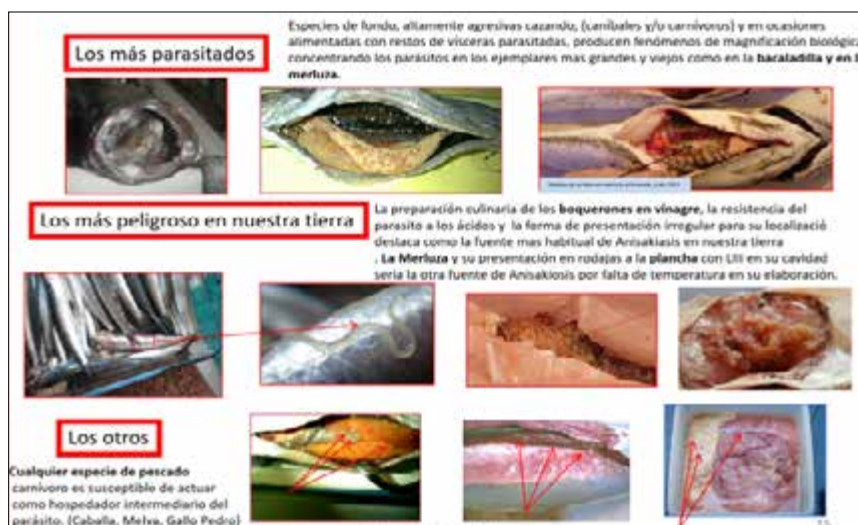 Especies de fondo, altamente agresivas cazando, (caníbales y/o carnívoros) y en ocasiones
Los más parasitados
alimentadas con restos de vísceras parasitadas, producen fenómenos de magnificación biológica
concentrando los parásitos en los ejemplares mas grandes y viejos como en la bacaladilla y en l
merluza.
Los más peligroso en nuestra tierra
La preparación culinaria de los boquerones en vinagre, la resistencia del
parasito a los ácidos y la forma de presentación irregular para su localizació
destaca como la fuente mas habitual de Anisakiasis en nuestra tierra
. La Merluza y su presentación en rodajas a la plancha con LIII en su cavidad
seria la otra fuente de Anisakiosis por falta de temperatura en su elaboración.
Los otros
Cualquier especie de pescado
carnívoro es susceptible de actuar
como hospedador intermediario del
parásito. (Caballa, Melva, Gallo Pedro)